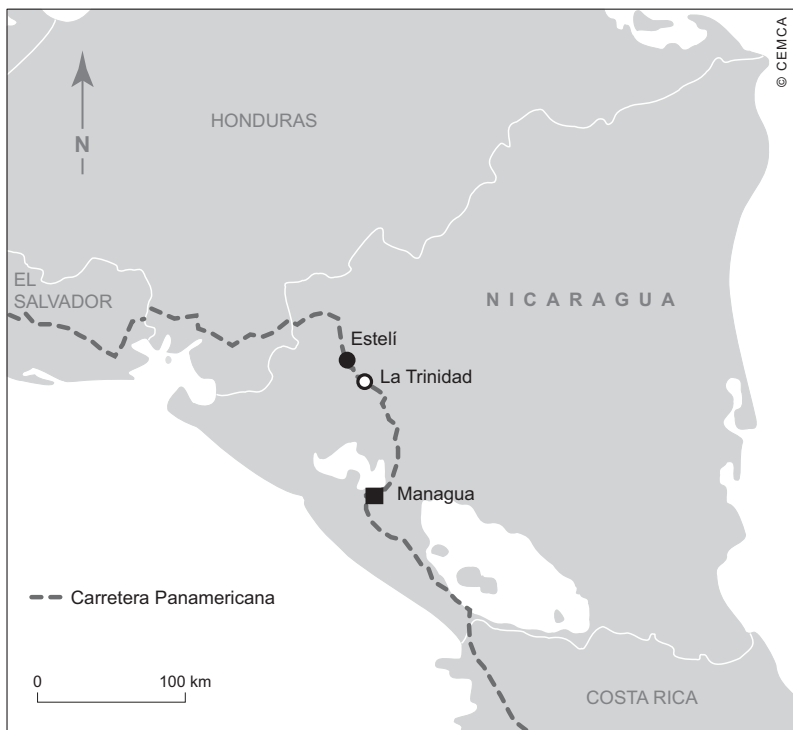 © CEMCA
HONDURAS
N
EL
SALVADOR
NICARAGUA
Estelí
La Trinidad
Managua
Carretera Panamericana
0 100 km
COSTA RICA